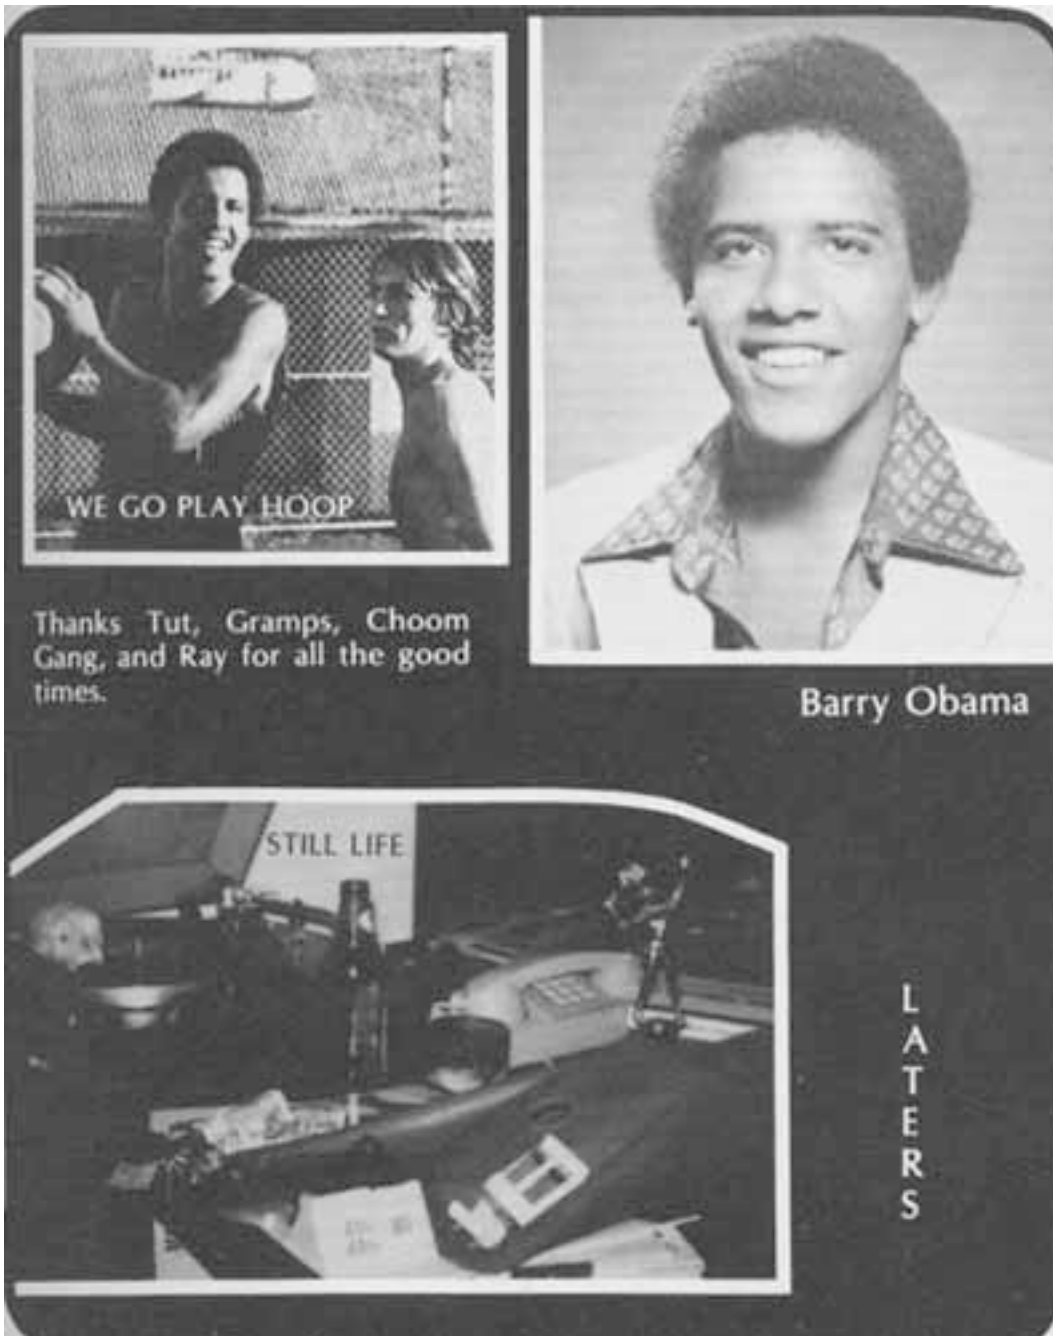 WE GO PLAY HOOP
Thanks Tut, Gramps, Choom
Gang, and Ray for all the good
times.
Barry Obama
STILL LIFE
LATERS